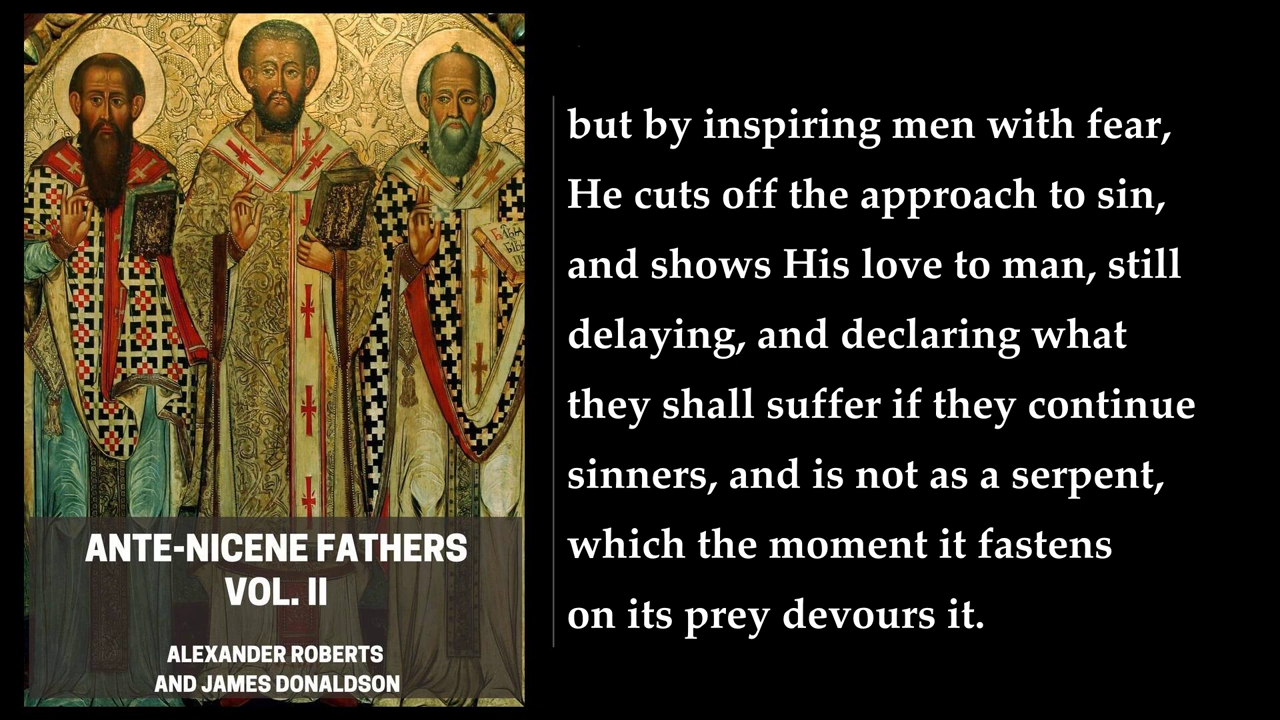 ANTE-NICENE FATHERS
VOL. II
ALEXANDER ROBERTS
AND JAMES DONALDSON
but by inspiring men with fear,
He cuts off the approach to sin,
and shows His love to man, still
delaying, and declaring what
they shall suffer if they continue
sinners, and is not as a serpent,
which the moment it fastens
on its prey devours it.